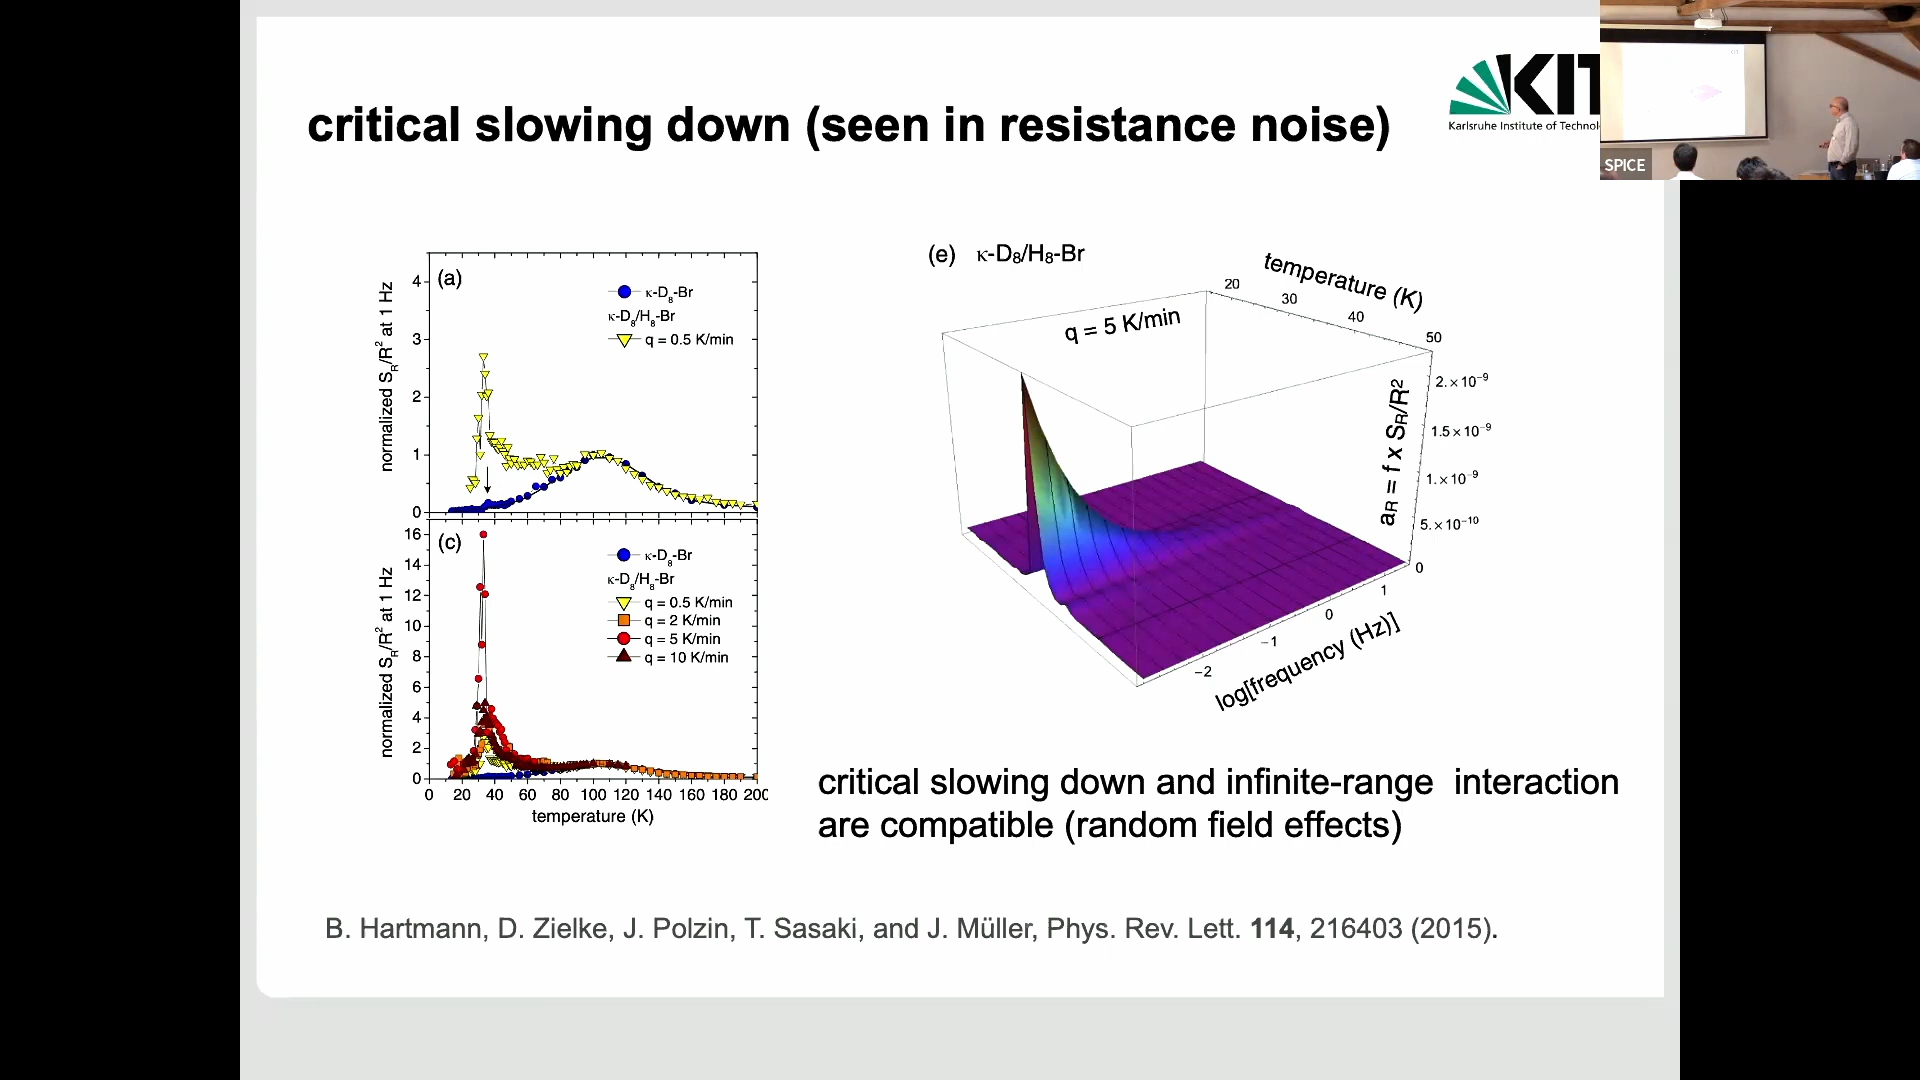 critical slowing down (seen in resistance noise)
KIT
Karlsruhe Institute of Technol
SPICE
(a)
κ-D8-Br
κ-D8/H8-Br
q = 0.5 K/min
normalized SR/R2 at 1 Hz
4
3
2
1
0
(c)
κ-D8-Br
κ-D8/H8-Br
q = 0.5 K/min
q = 2 K/min
q = 5 K/min
q = 10 K/min
normalized SR/R2 at 1 Hz
16
14
12
10
8
6
4
2
0
0 20 40 60 80 100 120 140 160 180 200
temperature (K)
(e) κ-D8/H8-Br
q = 5 K/min
temperature (K)
20
30
40
50
aR = f x SR/R2
2.×10-9
1.5×10-9
1.×10-9
5.×10-10
0
1
0
−1
−2
log[frequency (Hz)]
critical slowing down and infinite-range interaction
are compatible (random field effects)
B. Hartmann, D. Zielke, J. Polzin, T. Sasaki, and J. Müller, Phys. Rev. Lett. 114, 216403 (2015).